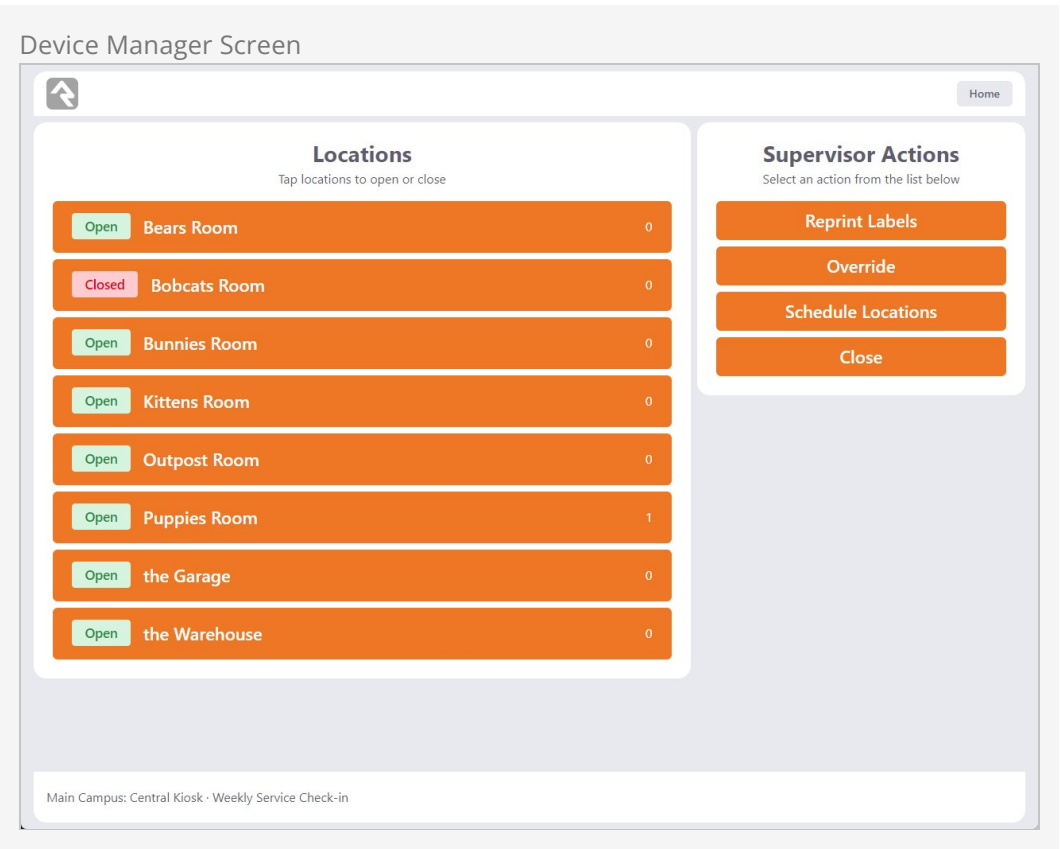 Device Manager Screen
Home
Locations
Tap locations to open or close
Open Bears Room 0
Closed Bobcats Room 0
Open Bunnies Room 0
Open Kittens Room 0
Open Outpost Room 0
Open Puppies Room 1
Open the Garage 0
Open the Warehouse 0
Supervisor Actions
Select an action from the list below
Reprint Labels
Override
Schedule Locations
Close
Main Campus: Central Kiosk · Weekly Service Check-in